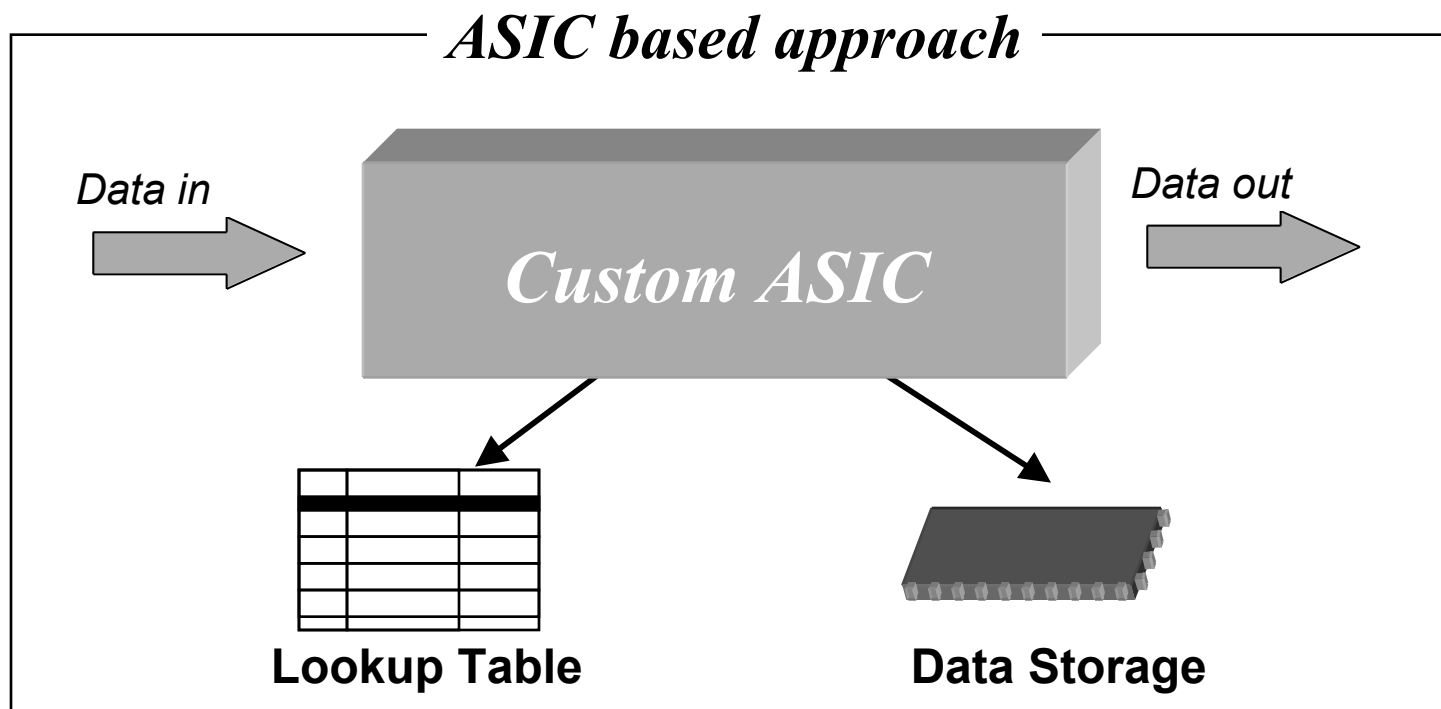 ASIC based approach
Data in
Data out
Custom ASIC
Lookup Table
Data Storage